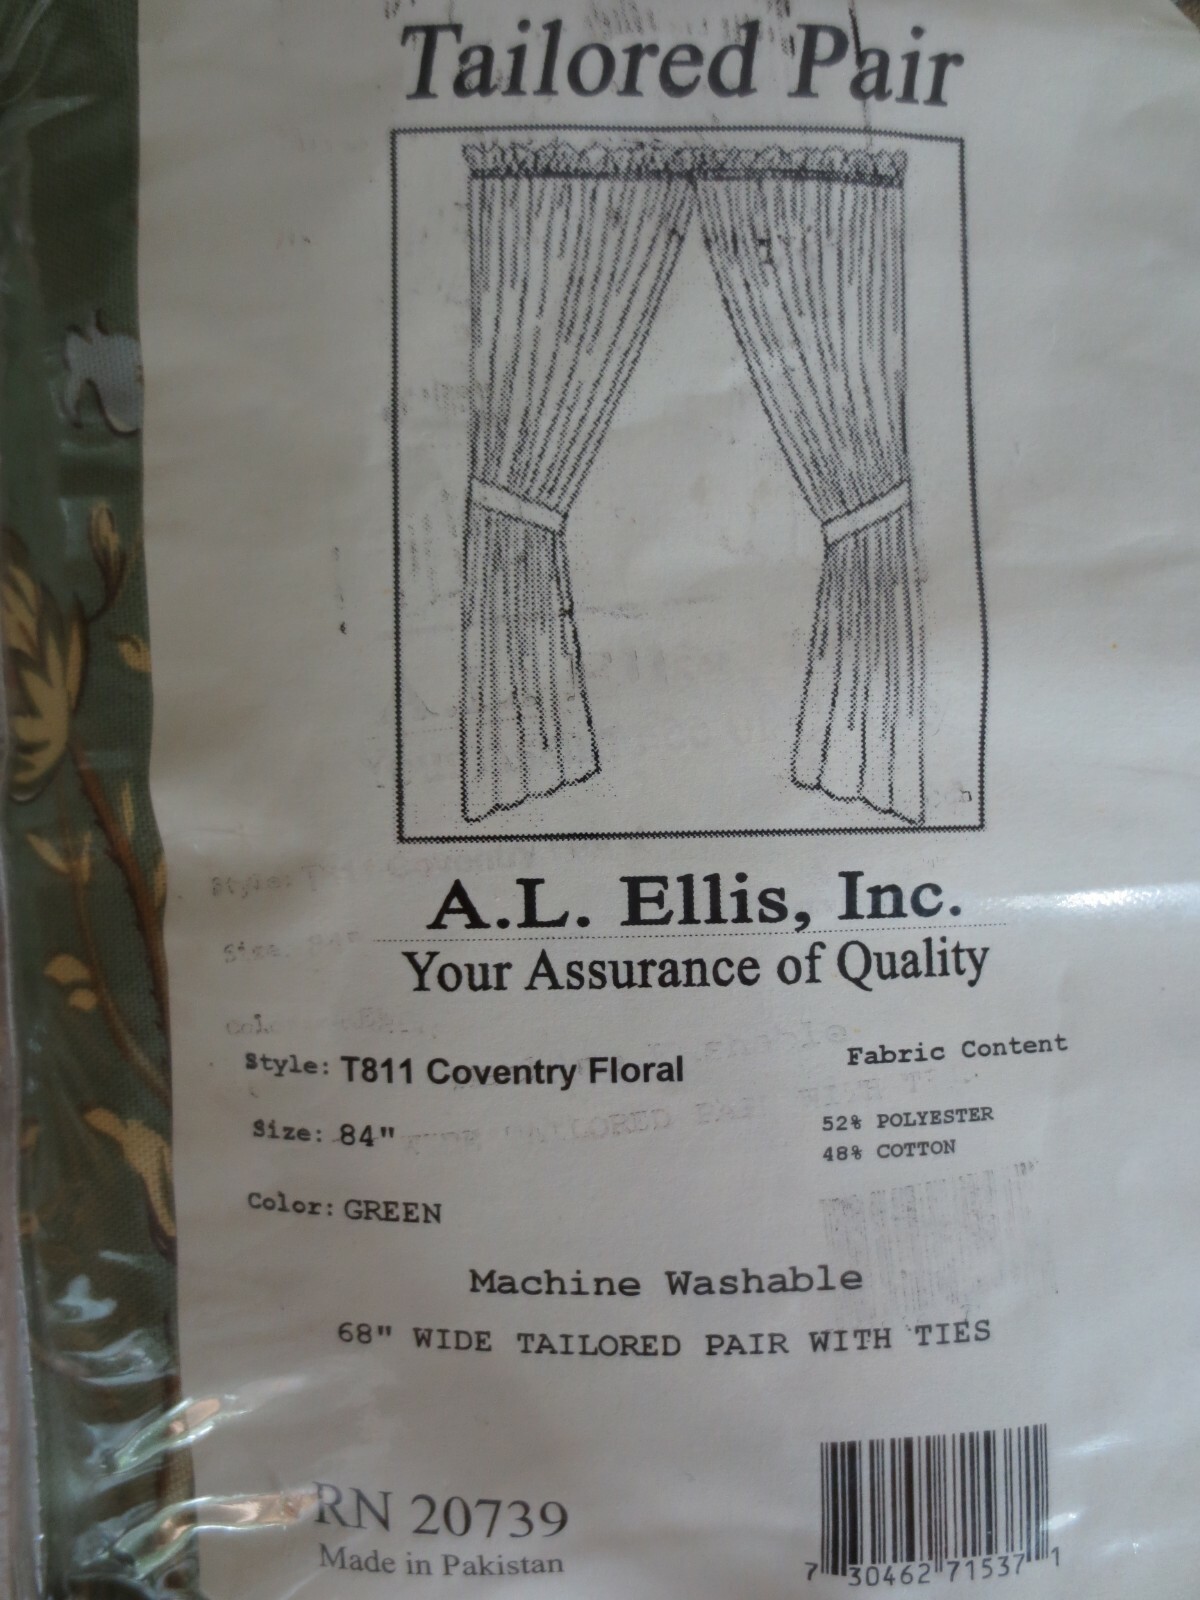 Tailored Pair
A.L. Ellis, Inc.
Your Assurance of Quality
Style: T811 Coventry Floral
Fabric Content
Size: 84"
52% POLYESTER
48% COTTON
Color: GREEN
Machine Washable
68" WIDE TAILORED PAIR WITH TIES
RN 20739
Made in Pakistan
7 30462 71537 1